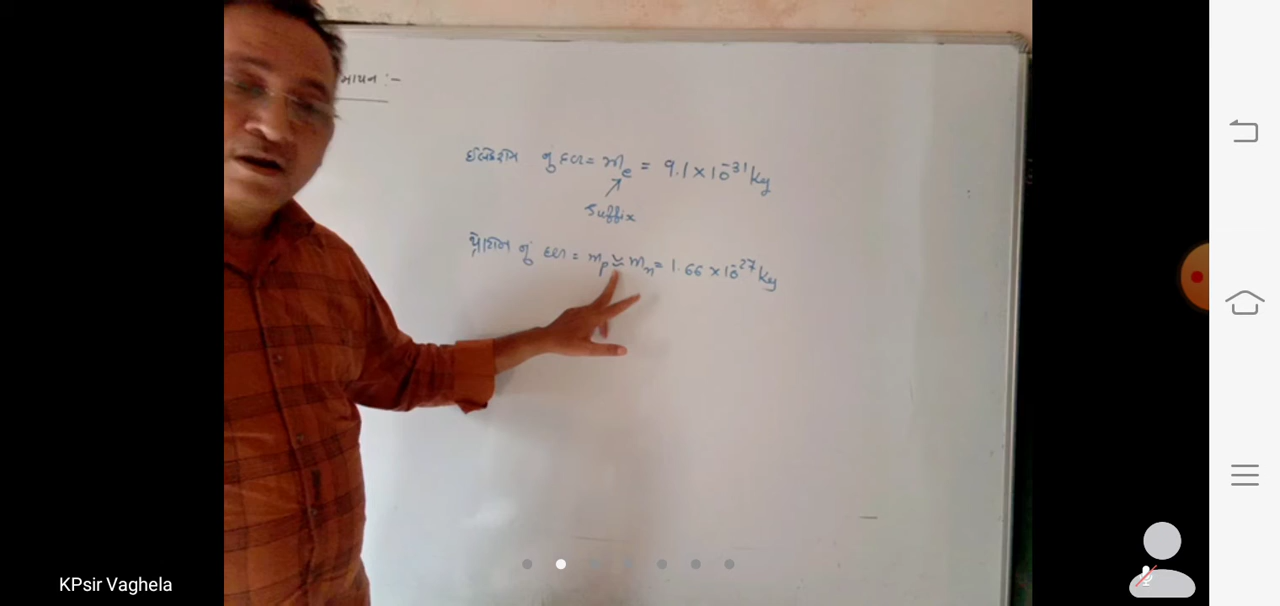 માપન :-
ઈલેક્ટ્રોન નું દળ = me = 9.1 × 10⁻³¹ kg
suffix
પ્રોટોન નું દળ = mp ≃ mn = 1.66 × 10⁻²⁷ kg
KPsir Vaghela